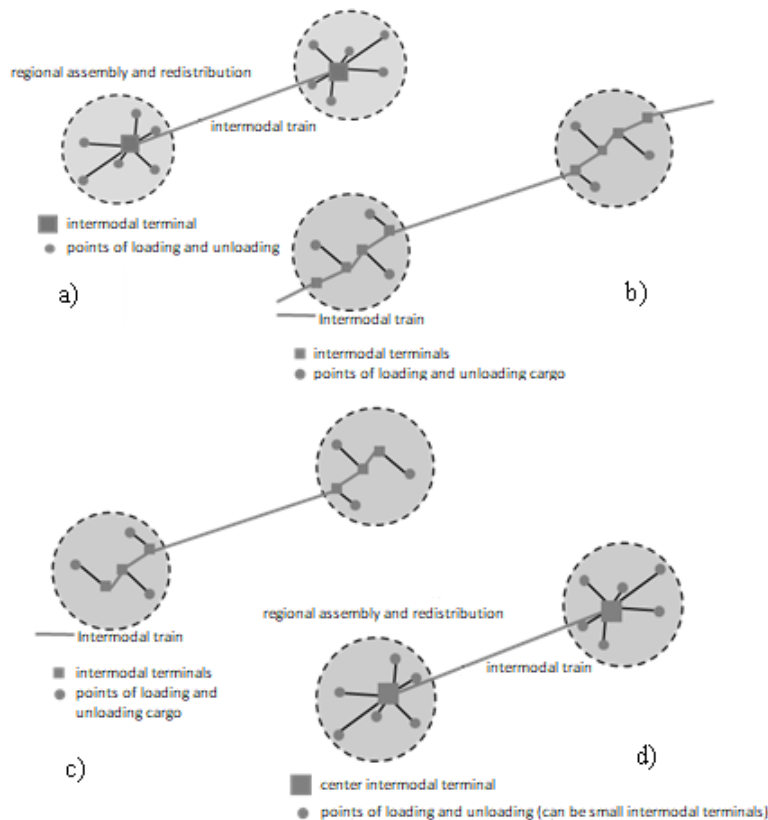 regional assembly and redistribution
intermodal train
intermodal terminal
points of loading and unloading
a)
b)
Intermodal train
intermodal terminals
points of loading and unloading cargo
regional assembly and redistribution
Intermodal train
intermodal train
intermodal terminals
points of loading and
unloading cargo
c)
d)
center intermodal terminal
points of loading and unloading (can be small intermodal terminals)